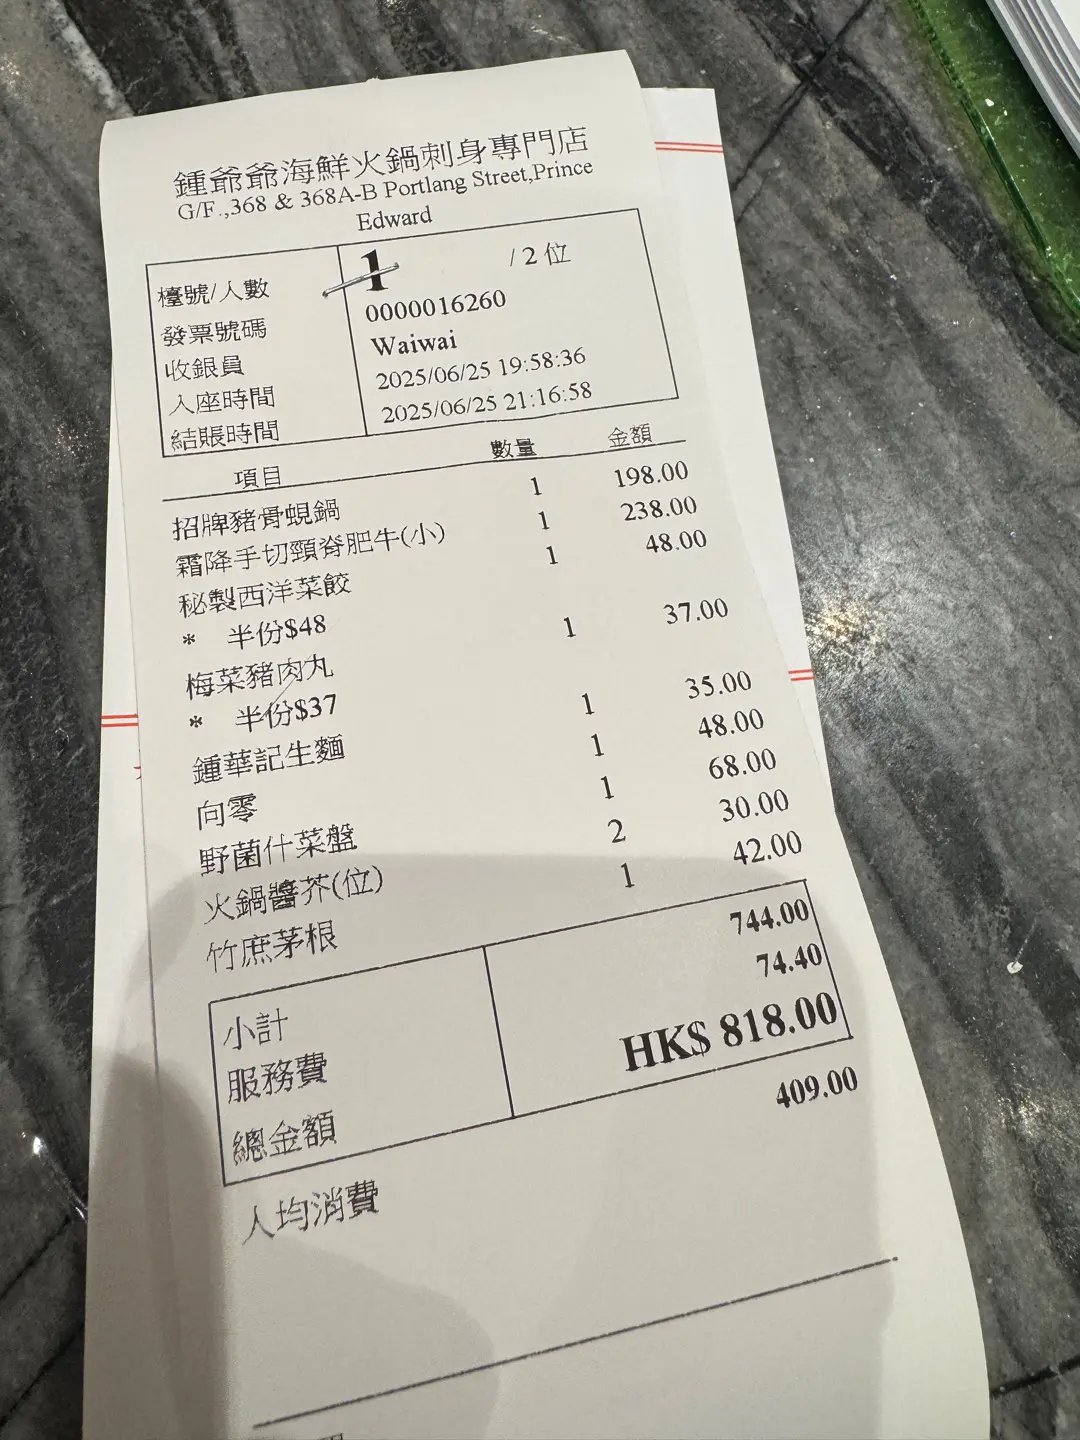 鍾爺爺海鮮火鍋刺身專門店
G/F.,368 & 368A-B Portlang Street,Prince
Edward
檯號/人數 1 /2 位
發票號碼 0000016260
收銀員 Waiwai
入座時間 2025/06/25 19:58:36
結賬時間 2025/06/25 21:16:58
項目 數量 金額
招牌豬骨蜆鍋 1 198.00
霜降手切頸脊肥牛(小) 1 238.00
秘製西洋菜餃 1 48.00
* 半份$48
梅菜豬肉丸 1 37.00
* 半份$37
鍾華記生麵 1 35.00
向零 1 48.00
野菌什菜盤 1 68.00
火鍋醬芥(位) 2 30.00
竹庶茅根 1 42.00
小計 744.00
服務費 74.40
總金額 HK$ 818.00
人均消費 409.00